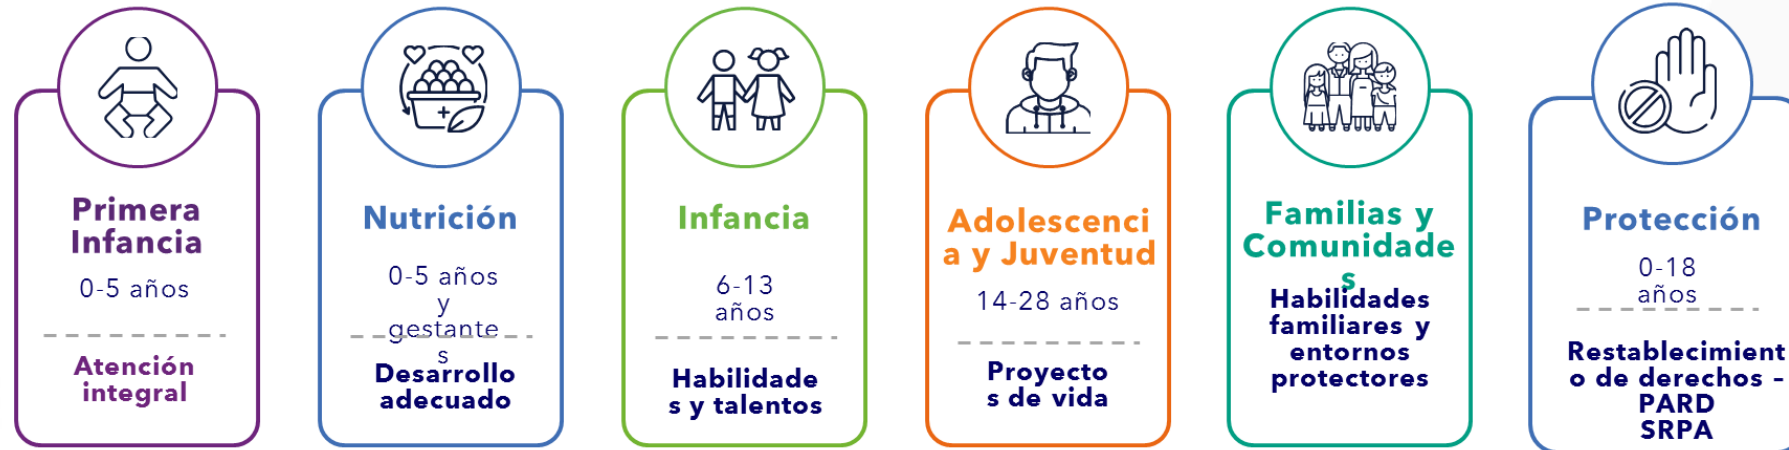 Primera
Infancia
0-5 años
Atención
integral
Nutrición
0-5 años
y
gestante
s
Desarrollo
adecuado
Infancia
6-13
años
Habilidade
s y talentos
Adolescenci
a y Juventud
14-28 años
Proyecto
s de vida
Familias y
Comunidade
s
Habilidades
familiares y
entornos
protectores
Protección
0-18
años
Restablecimient
o de derechos –
PARD
SRPA